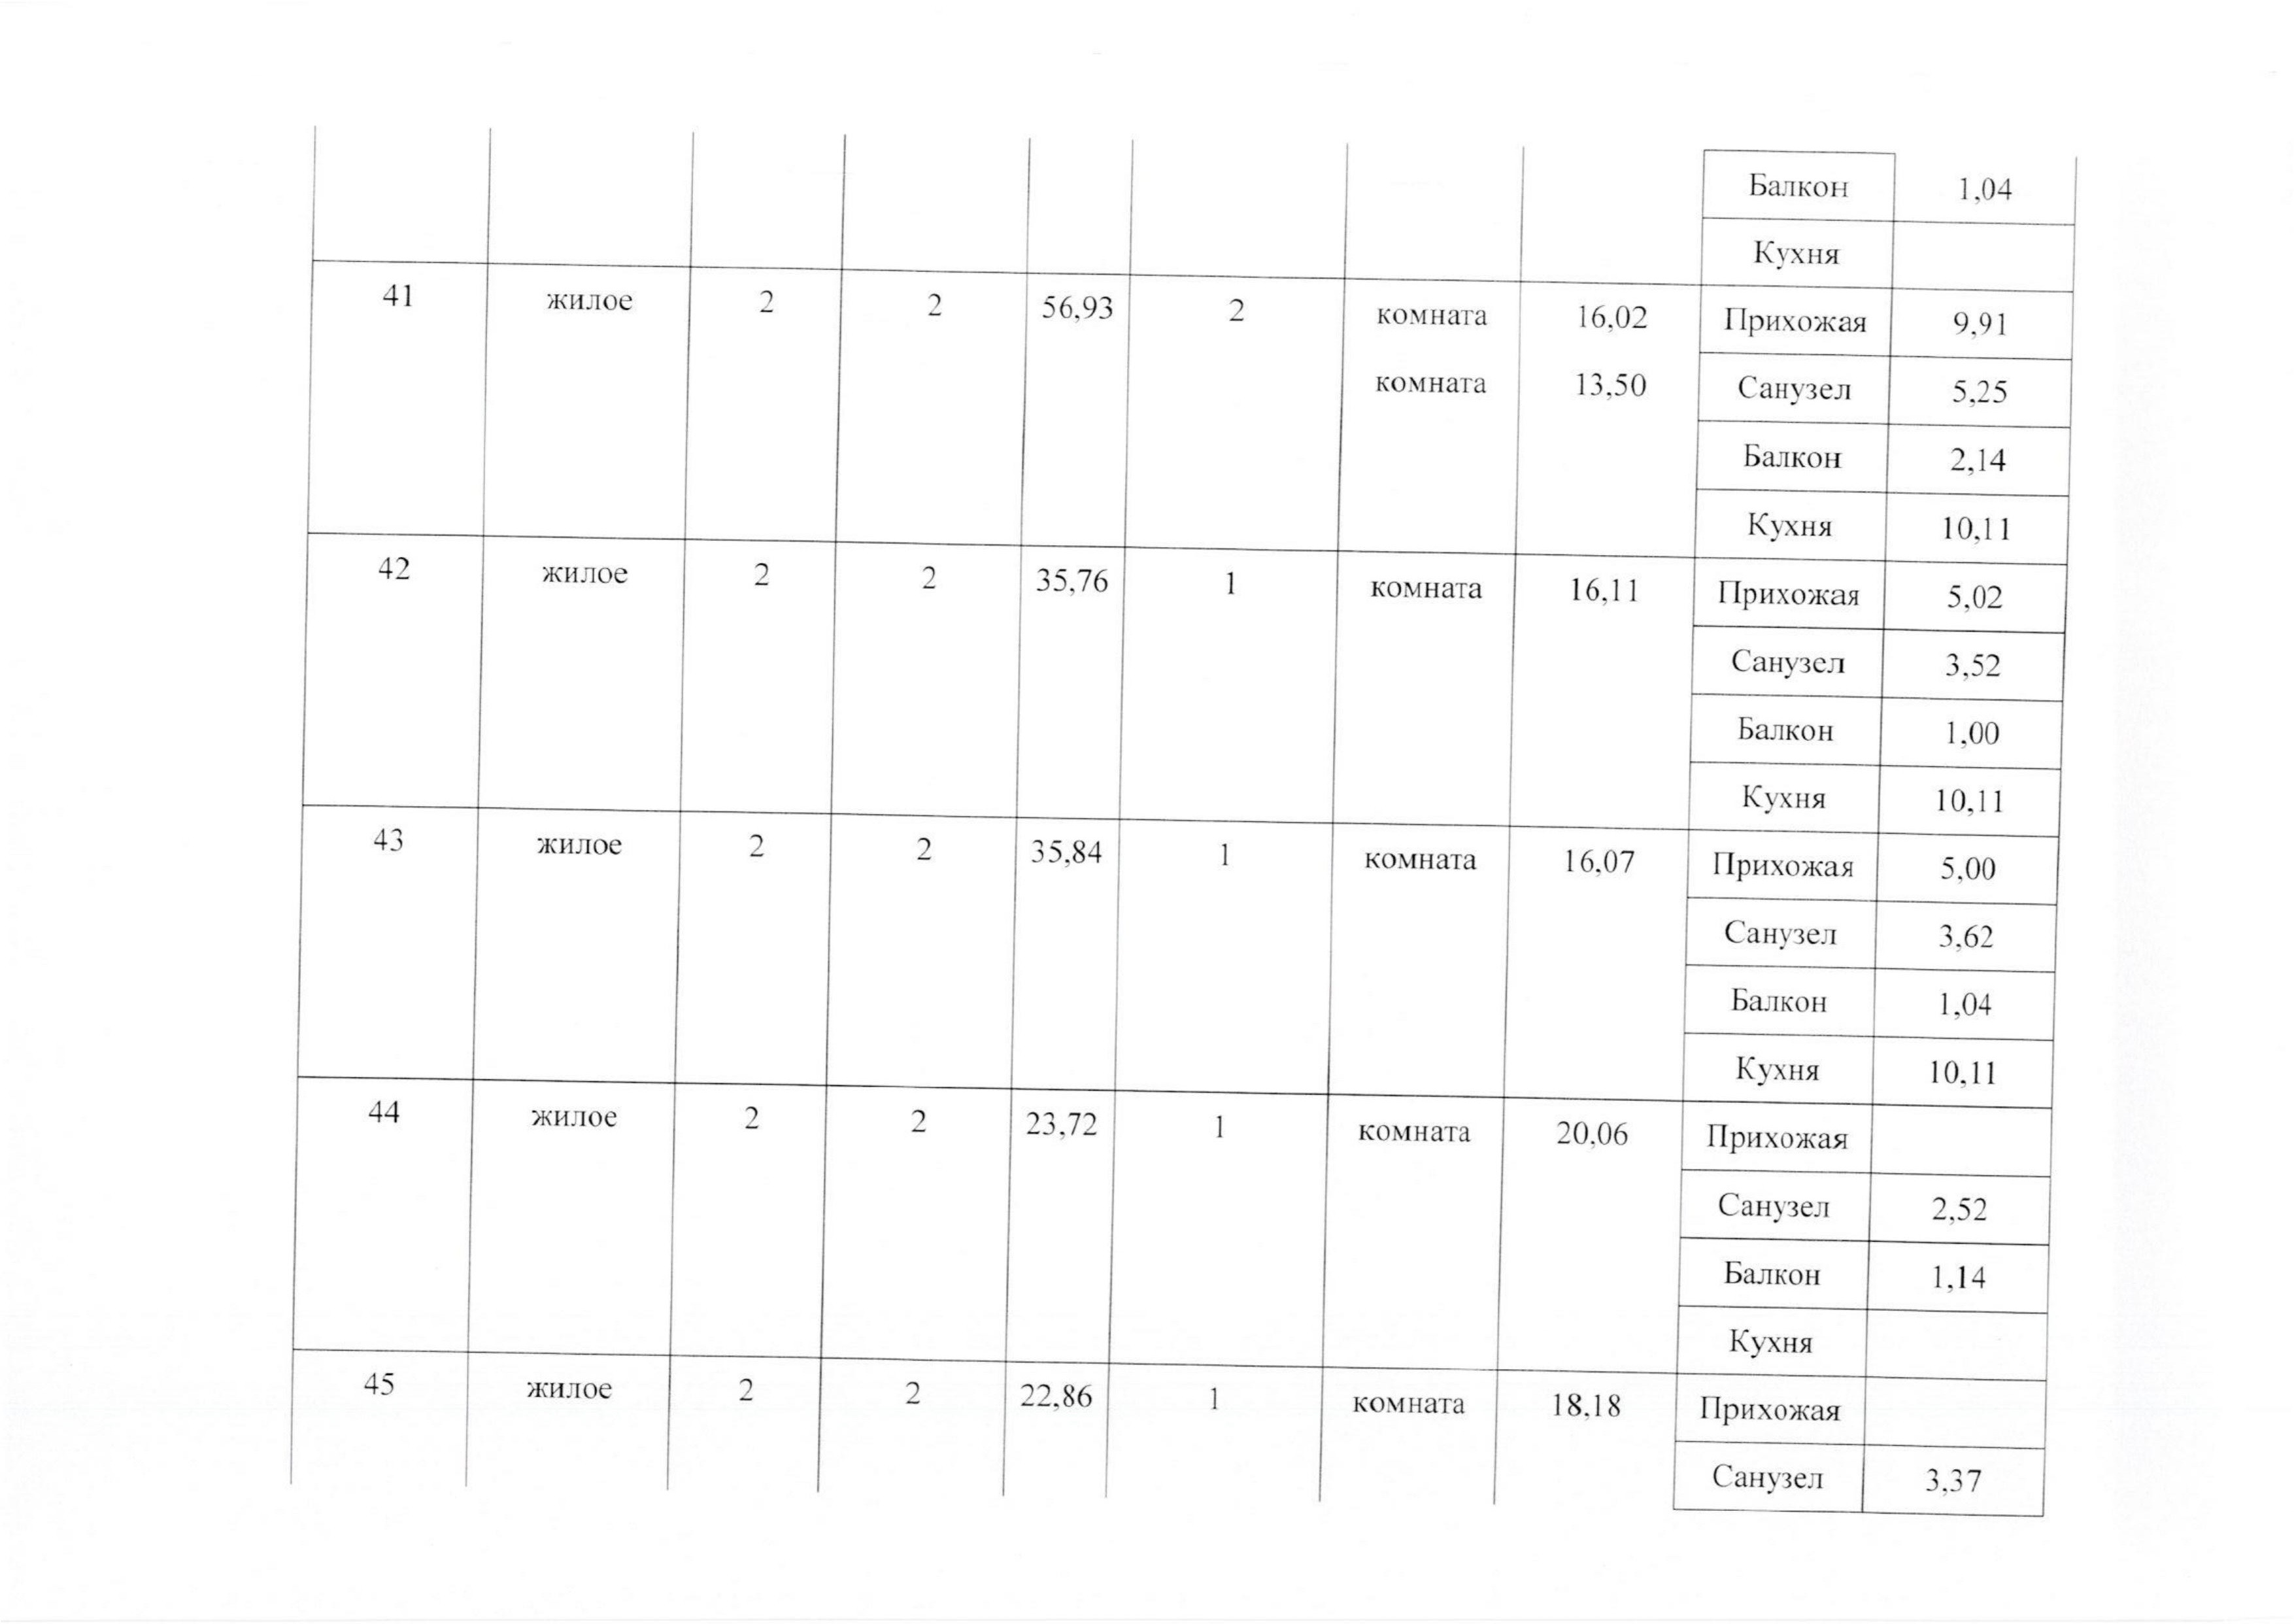 Балкон 1,04
Кухня
41 жилое 2 2 56,93 2 комната 16,02 Прихожая 9,91
комната 13,50 Санузел 5,25
Балкон 2,14
Кухня 10,11
42 жилое 2 2 35,76 1 комната 16,11 Прихожая 5,02
Санузел 3,52
Балкон 1,00
Кухня 10,11
43 жилое 2 2 35,84 1 комната 16,07 Прихожая 5,00
Санузел 3,62
Балкон 1,04
Кухня 10,11
44 жилое 2 2 23,72 1 комната 20,06 Прихожая
Санузел 2,52
Балкон 1,14
Кухня
45 жилое 2 2 22,86 1 комната 18,18 Прихожая
Санузел 3,37